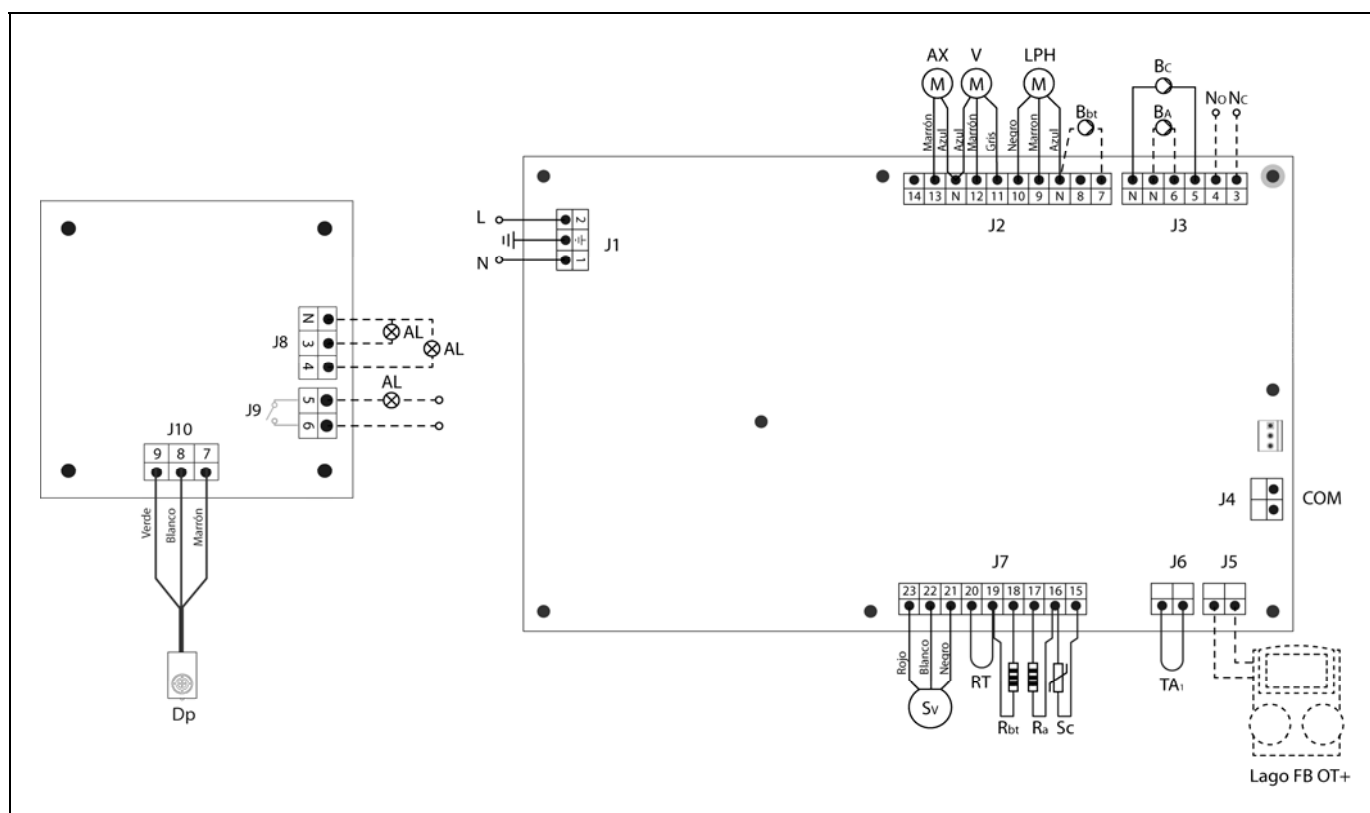 AX V LPH
M M M
Marrón Azul Azul Marrón Gris Negro Marron Azul
Bbt
BC
BA
NO NC
14 13 N 12 11 10 9 N 8 7
J2
N N 6 5 4 3
J3
L
N
2
1
J1
N
3
4
J8
AL
AL
AL
5
6
J9
J10
9 8 7
Verde Blanco Marrón
Dp
J4 COM
J7
23 22 21 20 19 18 17 16 15
Rojo Blanco Negro
SV
RT
Rbt Ra Sc
J6
TA1
J5
Lago FB OT+